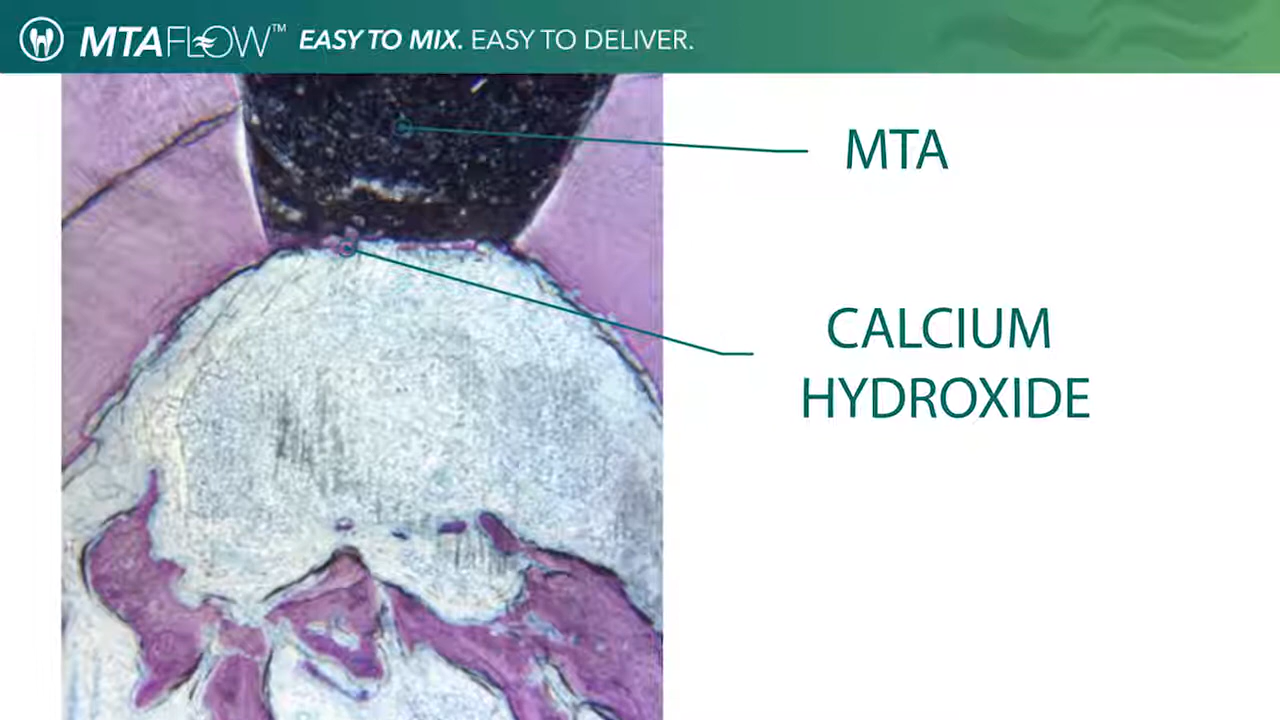 MTAFLOW™ EASY TO MIX. EASY TO DELIVER.
MTA
CALCIUM
HYDROXIDE